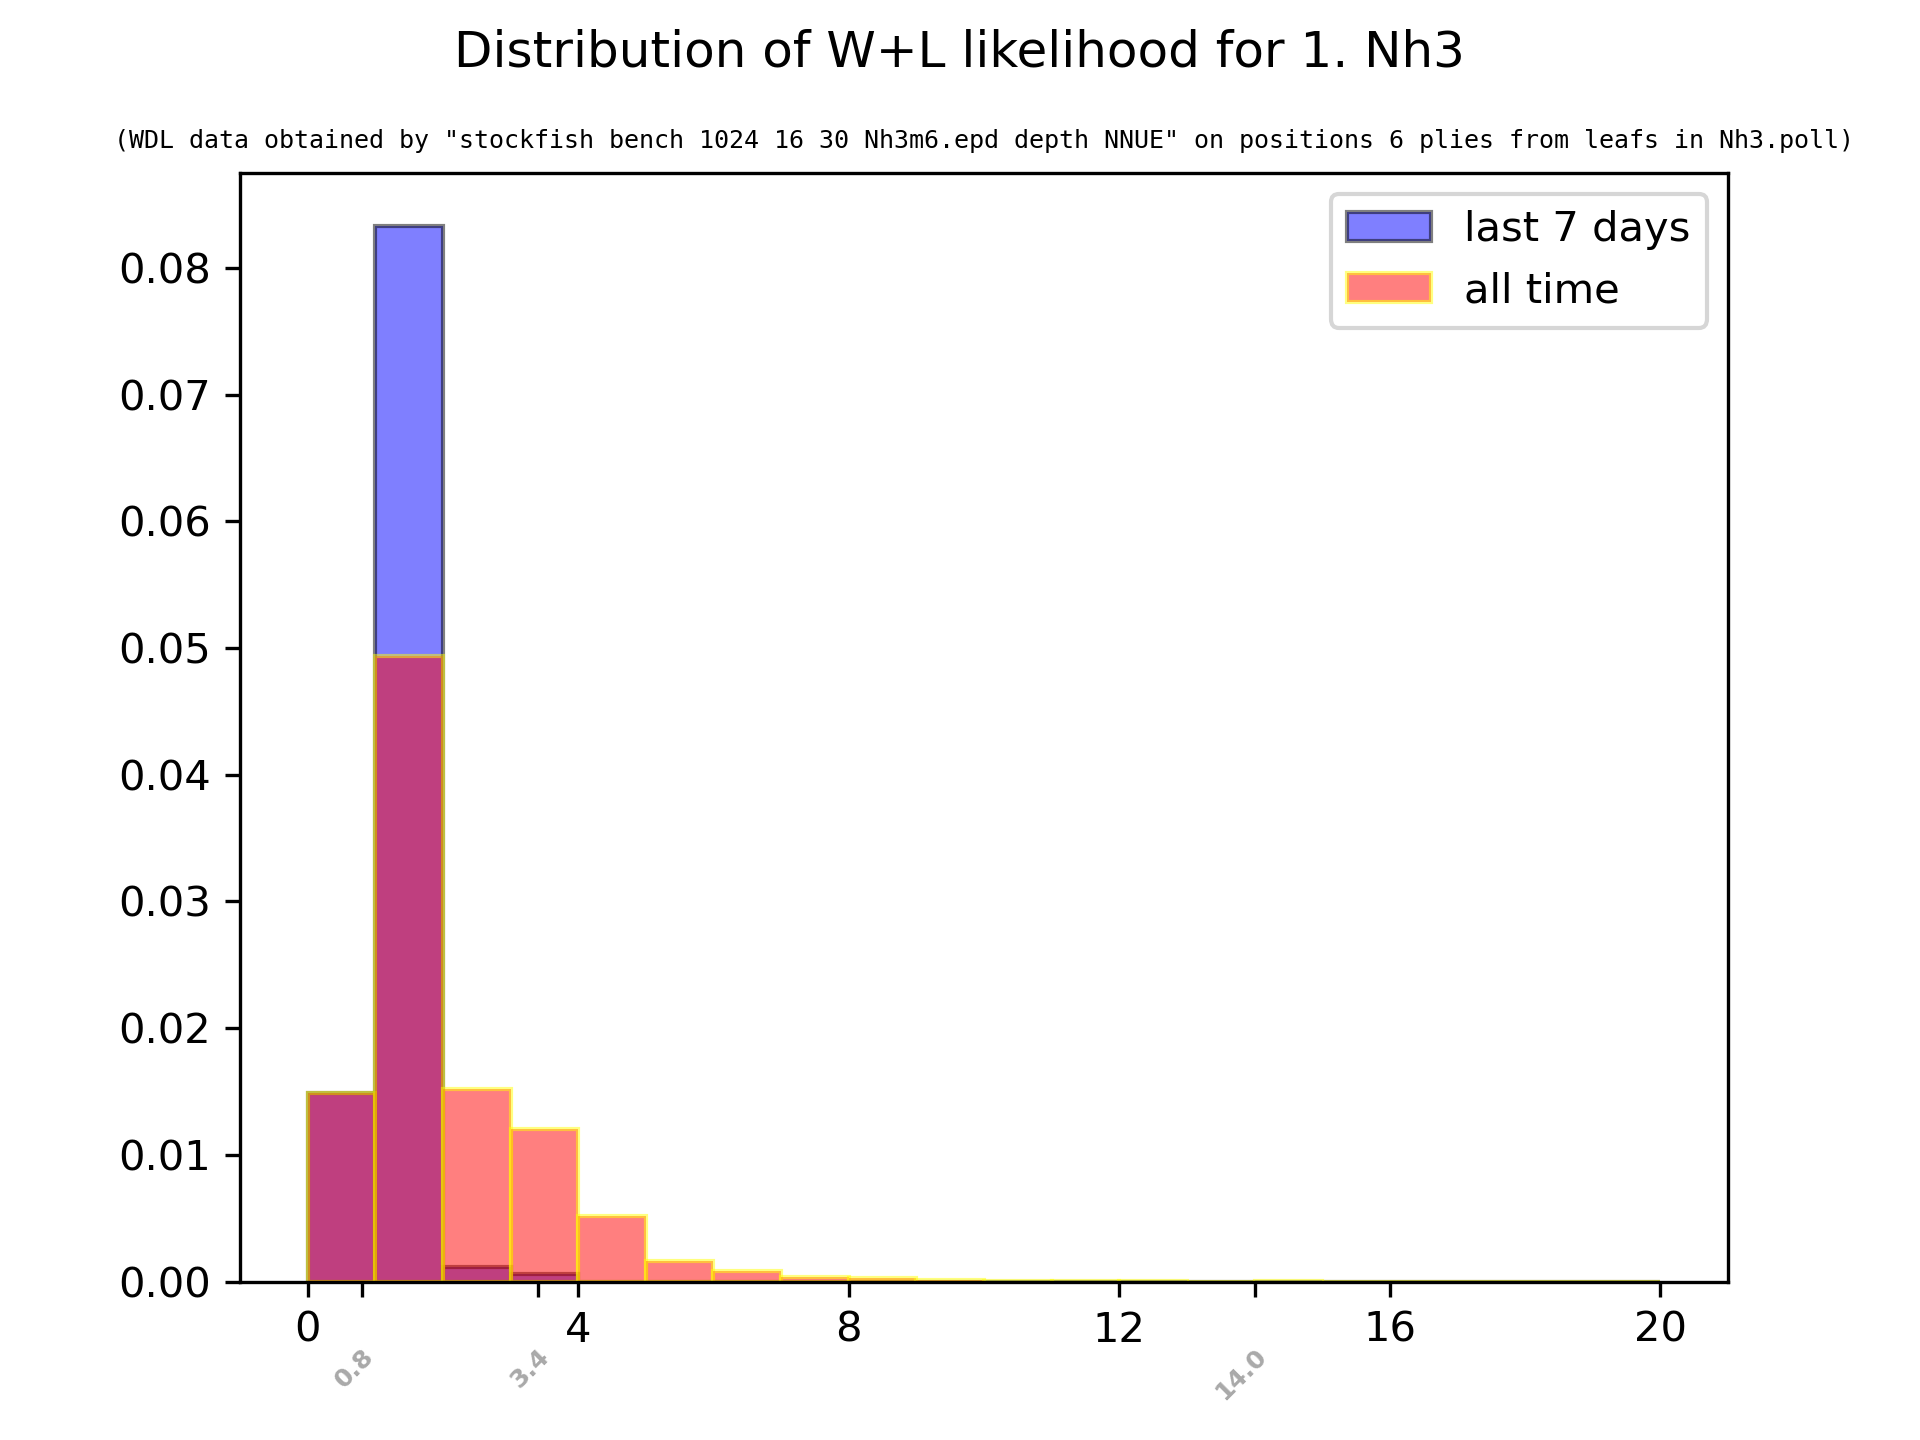 Distribution of W+L likelihood for 1. Nh3
(WDL data obtained by "stockfish bench 1024 16 30 Nh3m6.epd depth NNUE" on positions 6 plies from leafs in Nh3.poll)
last 7 days
all time
0.08
0.07
0.06
0.05
0.04
0.03
0.02
0.01
0.00
0 4 8 12 16 20
0.8 3.4 14.0